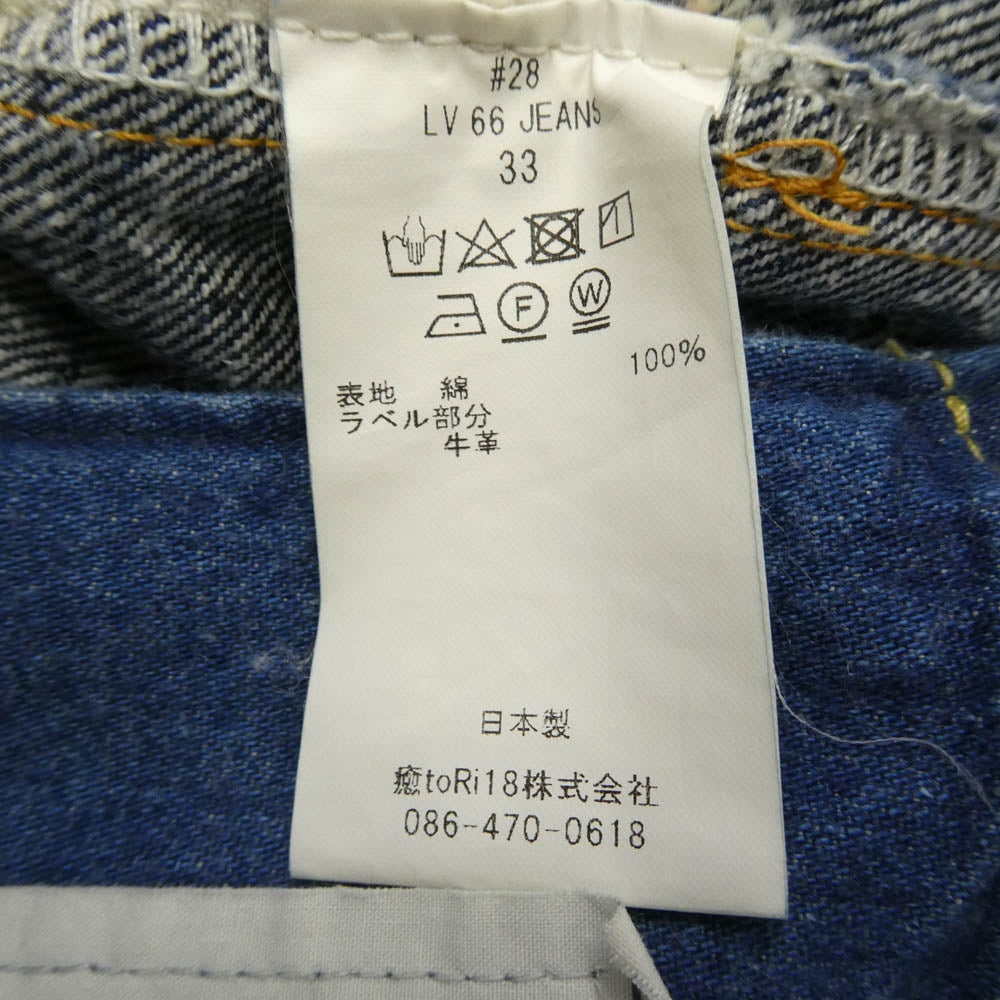 #28
LV 66 JEANS
33
F W
100%
表地 綿
ラベル部分
牛革
日本製
癒toRi18株式会社
086-470-0618